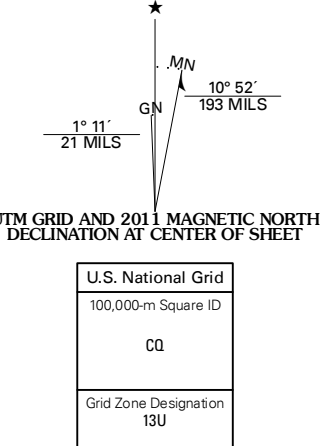 ★
MN
GN
10° 52´
193 MILS
1° 11´
21 MILS
UTM GRID AND 2011 MAGNETIC NORTH
DECLINATION AT CENTER OF SHEET
U.S. National Grid
100,000-m Square ID
CQ
Grid Zone Designation
13U